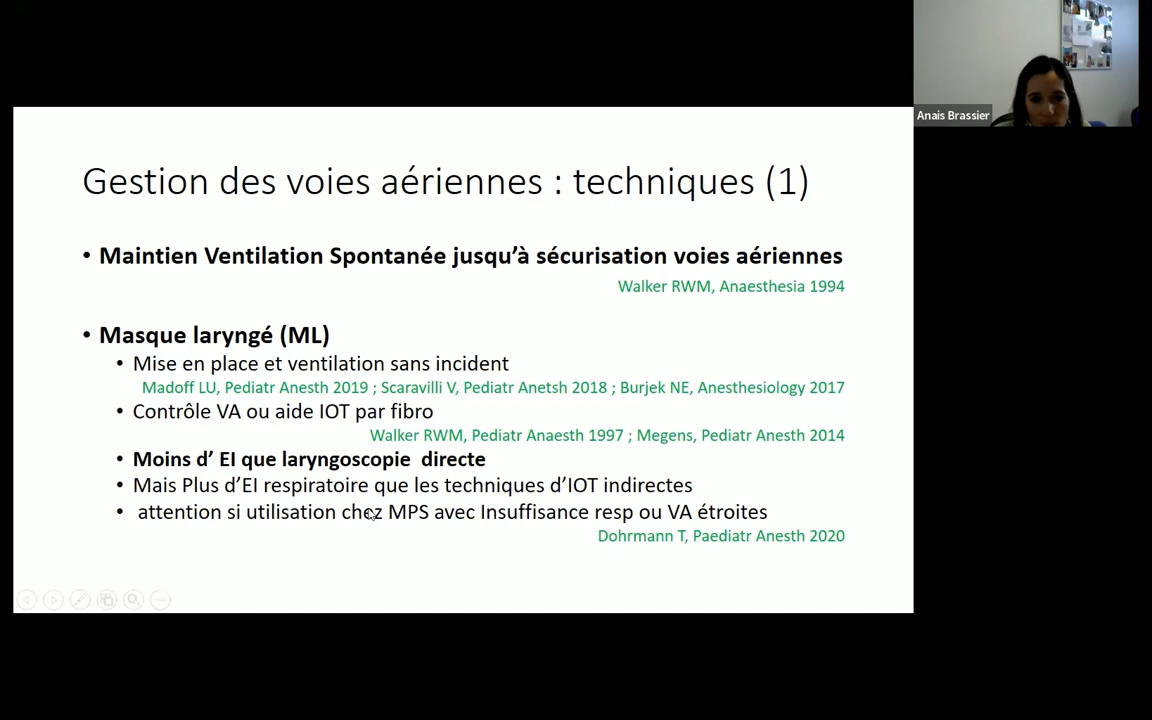 Anais Brassier
Gestion des voies aériennes : techniques (1)
• Maintien Ventilation Spontanée jusqu’à sécurisation voies aériennes
Walker RWM, Anaesthesia 1994
• Masque laryngé (ML)
• Mise en place et ventilation sans incident
Madoff LU, Pediatr Anesth 2019 ; Scaravilli V, Pediatr Anetsh 2018 ; Burjek NE, Anesthesiology 2017
• Contrôle VA ou aide IOT par fibro
Walker RWM, Pediatr Anaesth 1997 ; Megens, Pediatr Anesth 2014
• Moins d’ EI que laryngoscopie directe
• Mais Plus d’EI respiratoire que les techniques d’IOT indirectes
• attention si utilisation chez MPS avec Insuffisance resp ou VA étroites
Dohrmann T, Paediatr Anesth 2020